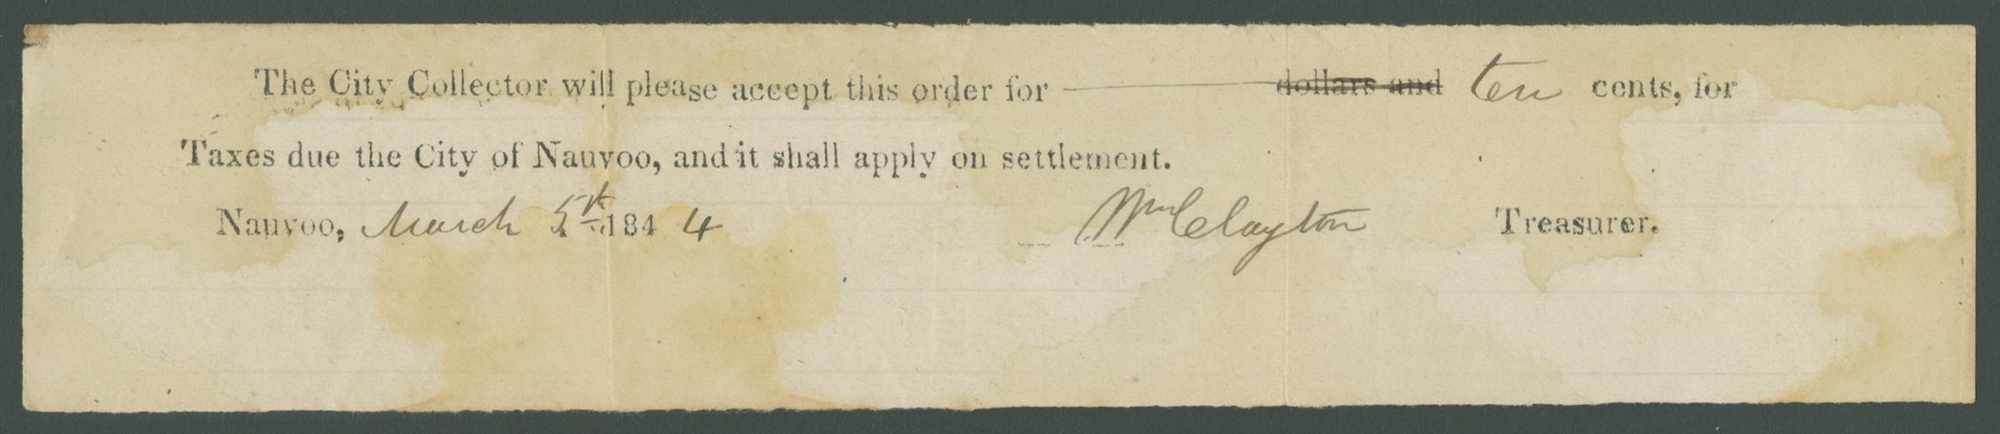 The City Collector will please accept this order for ——— dollars and ten cents, for
Taxes due the City of Nauvoo, and it shall apply on settlement.
Nauvoo, March 5th 1844 Wm Clayton Treasurer.